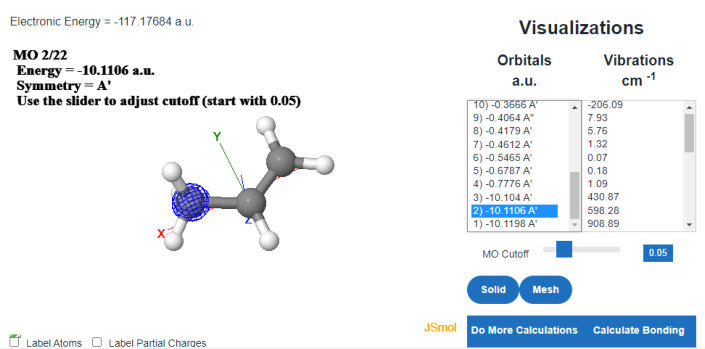 Electronic Energy = -117.17684 a.u.
MO 2/22
Energy = -10.1106 a.u.
Symmetry = A'
Use the slider to adjust cutoff (start with 0.05)
Y
X
Z
Label Atoms
Label Partial Charges
JSmol
Visualizations
Orbitals
a.u.
Vibrations
cm -1
10) -0.3666 A'
9) -0.4064 A"
8) -0.4179 A'
7) -0.4612 A'
6) -0.5465 A'
5) -0.6787 A'
4) -0.7776 A'
3) -10.104 A'
2) -10.1106 A'
1) -10.1198 A'
-206.09
7.93
5.76
1.32
0.07
0.18
1.09
430.87
598.28
908.89
MO Cutoff
0.05
Solid
Mesh
Do More Calculations
Calculate Bonding